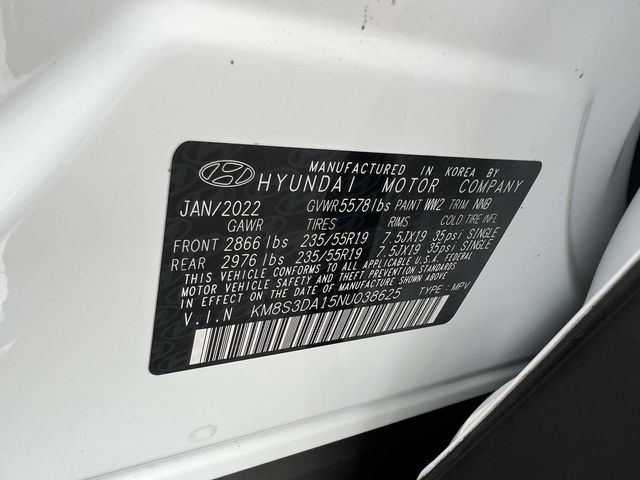 MANUFACTURED IN KOREA BY
HYUNDAI MOTOR COMPANY
JAN/2022 GVWR 5578 lbs PAINT WW2 TRIM NNB
GAWR TIRES RIMS COLD TIRE INFL
FRONT 2866 lbs 235/55R19 7.5JX19 35psi SINGLE
REAR 2976 lbs 235/55R19 7.5JX19 35psi SINGLE
THIS VEHICLE CONFORMS TO ALL APPLICABLE U.S.A. FEDERAL
MOTOR VEHICLE SAFETY AND THEFT PREVENTION STANDARDS
IN EFFECT ON THE DATE OF MANUFACTURE SHOWN ABOVE.
V.I.N KM8S3DA15NU038625 TYPE: MPV